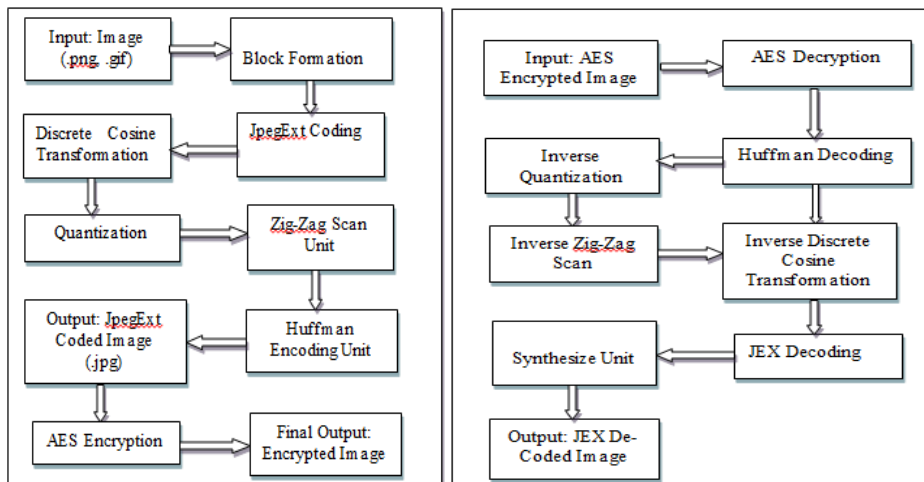 Input: Image
(.png, .gif)
Block Formation
JpegExt Coding
Discrete Cosine
Transformation
Quantization
Zig-Zag Scan
Unit
Huffman
Encoding Unit
Output: JpegExt
Coded Image
(.jpg)
AES Encryption
Final Output:
Encrypted Image
Input: AES
Encrypted Image
AES Decryption
Huffman Decoding
Inverse
Quantization
Inverse Zig-Zag
Scan
Inverse Discrete
Cosine
Transformation
JEX Decoding
Synthesize Unit
Output: JEX De-
Coded Image